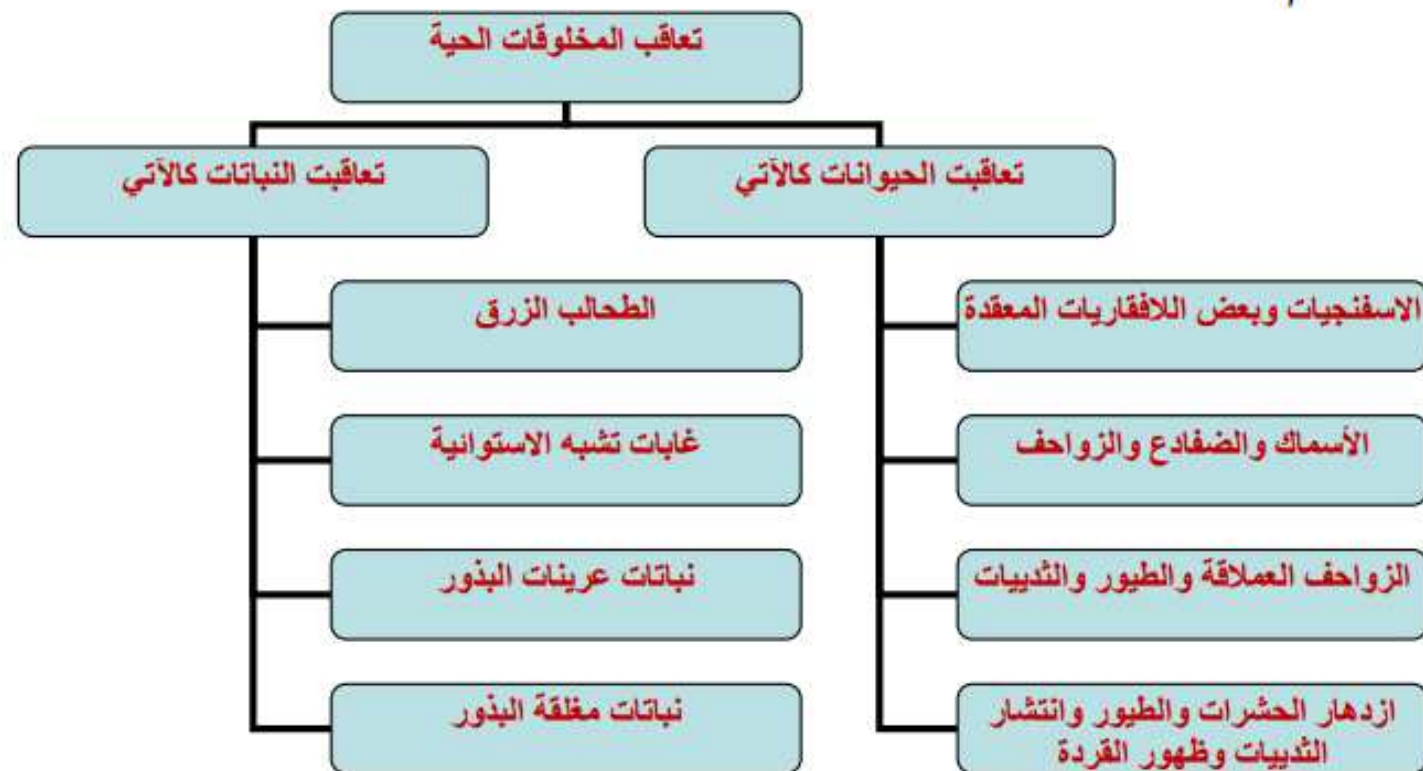 تعاقب المخلوقات الحية
تعاقبت الحيوانات كالآتي
الاسفنجيات وبعض اللافقاريات المعقدة
الأسماك والضفادع والزواحف
الزواحف العملاقة والطيور والثدييات
ازدهار الحشرات والطيور وانتشار
الثدييات وظهور القردة
تعاقبت النباتات كالآتي
الطحالب الزرق
غابات تشبه الاستوانية
نباتات عرينات البذور
نباتات مغلقة البذور